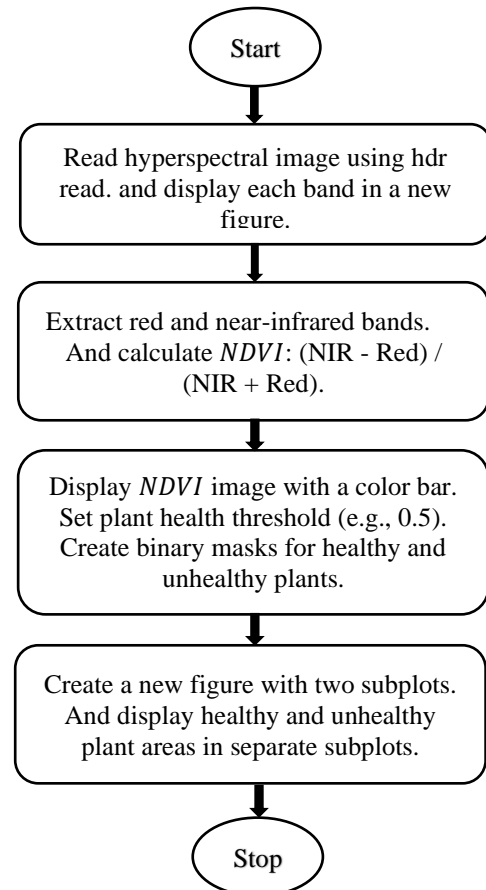 Start
Read hyperspectral image using hdr
read. and display each band in a new
figure.
Extract red and near-infrared bands.
And calculate NDVI: (NIR - Red) /
(NIR + Red).
Display NDVI image with a color bar.
Set plant health threshold (e.g., 0.5).
Create binary masks for healthy and
unhealthy plants.
Create a new figure with two subplots.
And display healthy and unhealthy
plant areas in separate subplots.
Stop